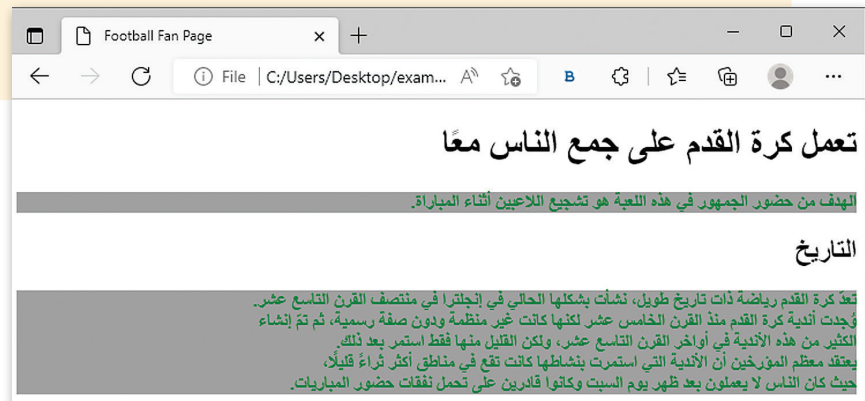 Football Fan Page
File C:/Users/Desktop/exam...
تعمل كرة القدم على جمع الناس معًا
الهدف من حضور الجمهور في هذه اللعبة هو تشجيع اللاعبين أثناء المباراة.
التاريخ
تعدّ كرة القدم رياضة ذات تاريخ طويل، نشأت بشكلها الحالي في إنجلترا في منتصف القرن التاسع عشر.
وُجدت أندية كرة القدم منذ القرن الخامس عشر لكنها كانت غير منظمة ودون صفة رسمية، ثم تمّ إنشاء
الكثير من هذه الأندية في أواخر القرن التاسع عشر، ولكن القليل منها فقط استمر بعد ذلك.
يعتقد معظم المؤرخين أن الأندية التي استمرت بنشاطها كانت تقع في مناطق أكثر ثراءً قليلًا،
حيث كان الناس لا يعملون بعد ظهر يوم السبت وكانوا قادرين على تحمل نفقات حضور المباريات.